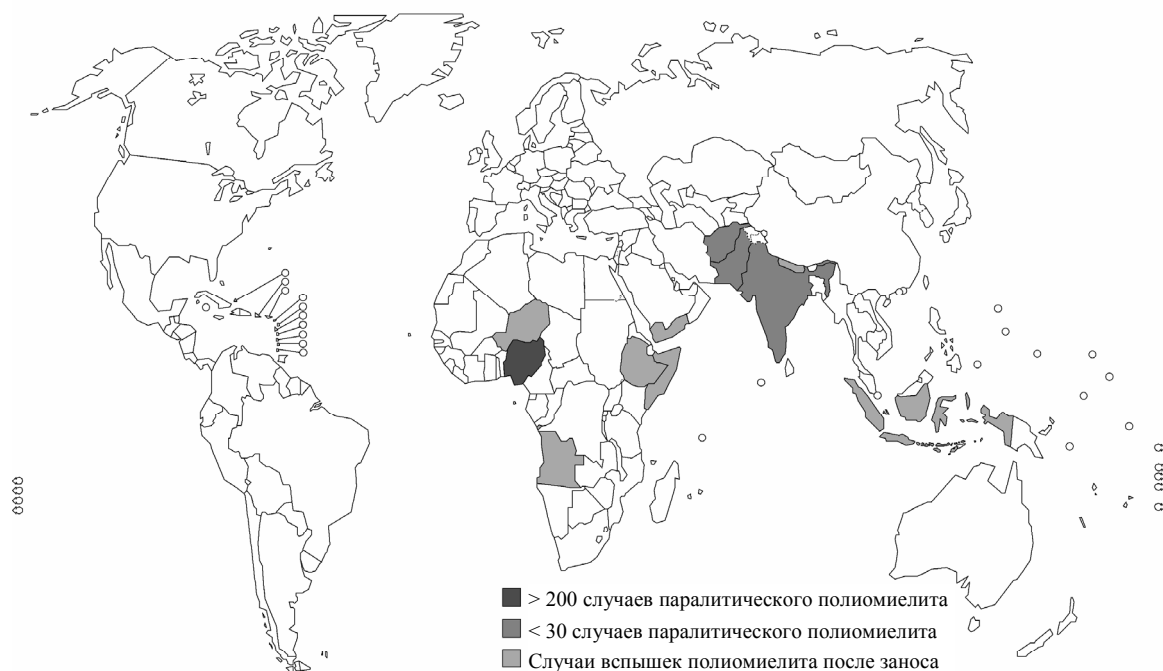 > 200 случаев паралитического полиомиелита
< 30 случаев паралитического полиомиелита
Случаи вспышек полиомиелита после заноса